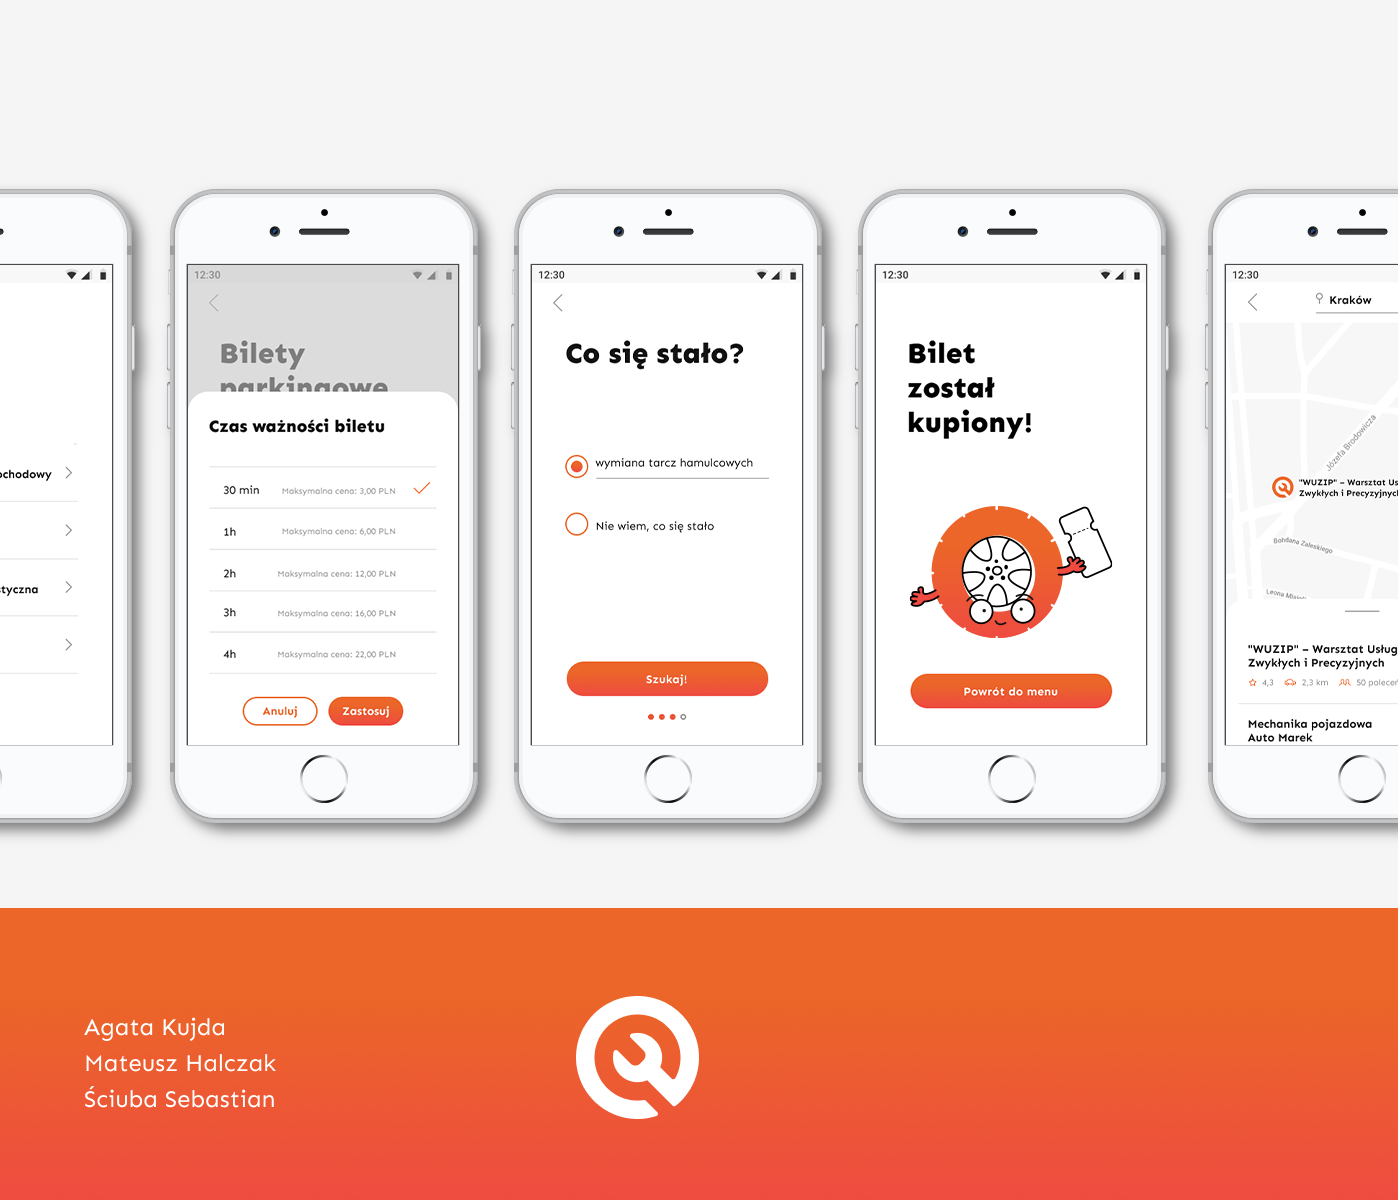 ochodowy
tyczna
12:30
Bilety
parkingowe
Czas ważności biletu
30 min Maksymalna cena: 3,00 PLN
1h Maksymalna cena: 6,00 PLN
2h Maksymalna cena: 12,00 PLN
3h Maksymalna cena: 16,00 PLN
4h Maksymalna cena: 22,00 PLN
Anuluj Zastosuj
12:30
Co się stało?
wymiana tarcz hamulcowych
Nie wiem, co się stało
Szukaj!
12:30
Bilet
został
kupiony!
Powrót do menu
12:30
Kraków
Józefa Brodowicza
"WUZIP" – Warsztat Us
Zwykłych i Precyzyjnych
Bohdana Zaleskiego
Leona
"WUZIP" – Warsztat Usług
Zwykłych i Precyzyjnych
4,3 2,3 km 50 poleceń
Mechanika pojazdowa
Auto Marek
Agata Kujda
Mateusz Halczak
Ściuba Sebastian